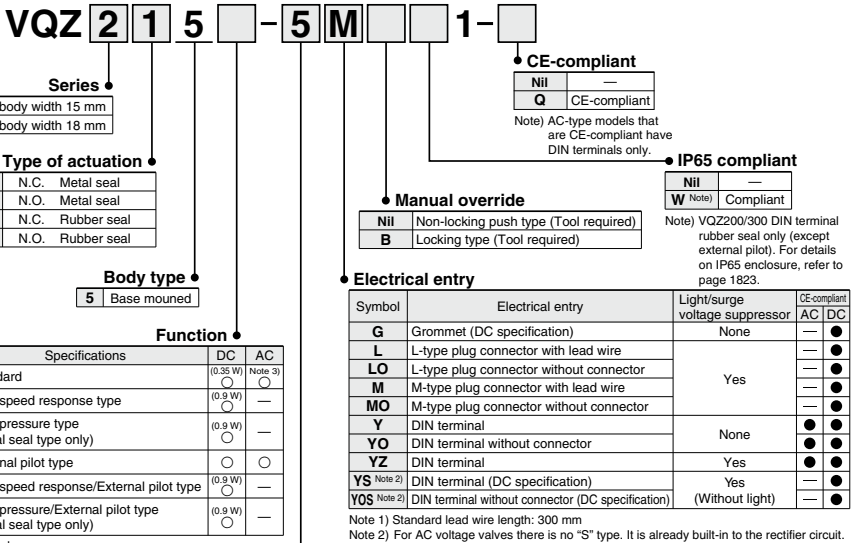 VQZ 2 1 5 - 5 M 1 -
CE-compliant
Nil —
Q CE-compliant
Note) AC-type models that
are CE-compliant have
DIN terminals only.
Series
body width 15 mm
body width 18 mm
Type of actuation
N.C. Metal seal
N.O. Metal seal
N.C. Rubber seal
N.O. Rubber seal
IP65 compliant
Nil —
W Note) Compliant
Note) VQZ200/300 DIN terminal
rubber seal only (except
external pilot). For details
on IP65 enclosure, refer to
page 1823.
Manual override
Nil Non-locking push type (Tool required)
B Locking type (Tool required)
Body type
5 Base mouned
Function
Specifications DC AC
dard (0.35 W) ○ Note 3) ○
speed response type (0.9 W) ○ —
pressure type
al seal type only) (0.9 W) ○ —
nal pilot type ○ ○
speed response/External pilot type (0.9 W) ○ —
pressure/External pilot type
al seal type only) (0.9 W) ○ —
Electrical entry
Symbol Electrical entry Light/surge voltage suppressor CE-compliant AC DC
G Grommet (DC specification) None — ●
L L-type plug connector with lead wire Yes — ●
LO L-type plug connector without connector — ●
M M-type plug connector with lead wire — ●
MO M-type plug connector without connector — ●
Y DIN terminal None ● ●
YO DIN terminal without connector ● ●
YZ DIN terminal Yes ● ●
YS Note 2) DIN terminal (DC specification) Yes (Without light) — ●
YOS Note 2) DIN terminal without connector (DC specification) — ●
Note 1) Standard lead wire length: 300 mm
Note 2) For AC voltage valves there is no "S" type. It is already built-in to the rectifier circuit.